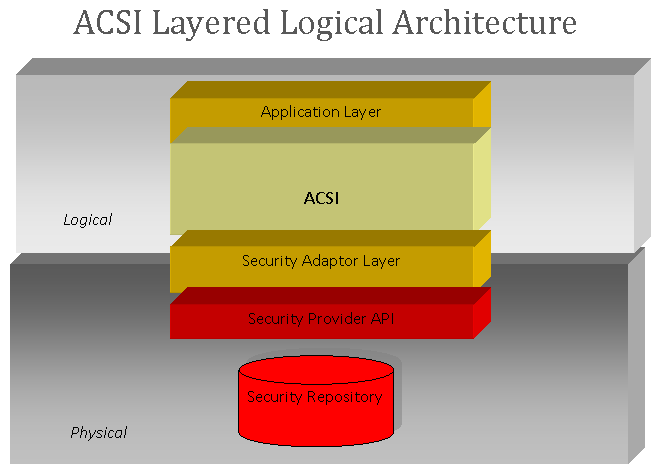 ACSI Layered Logical Architecture
Application Layer
ACSI
Logical
Security Adaptor Layer
Security Provider API
Security Repository
Physical